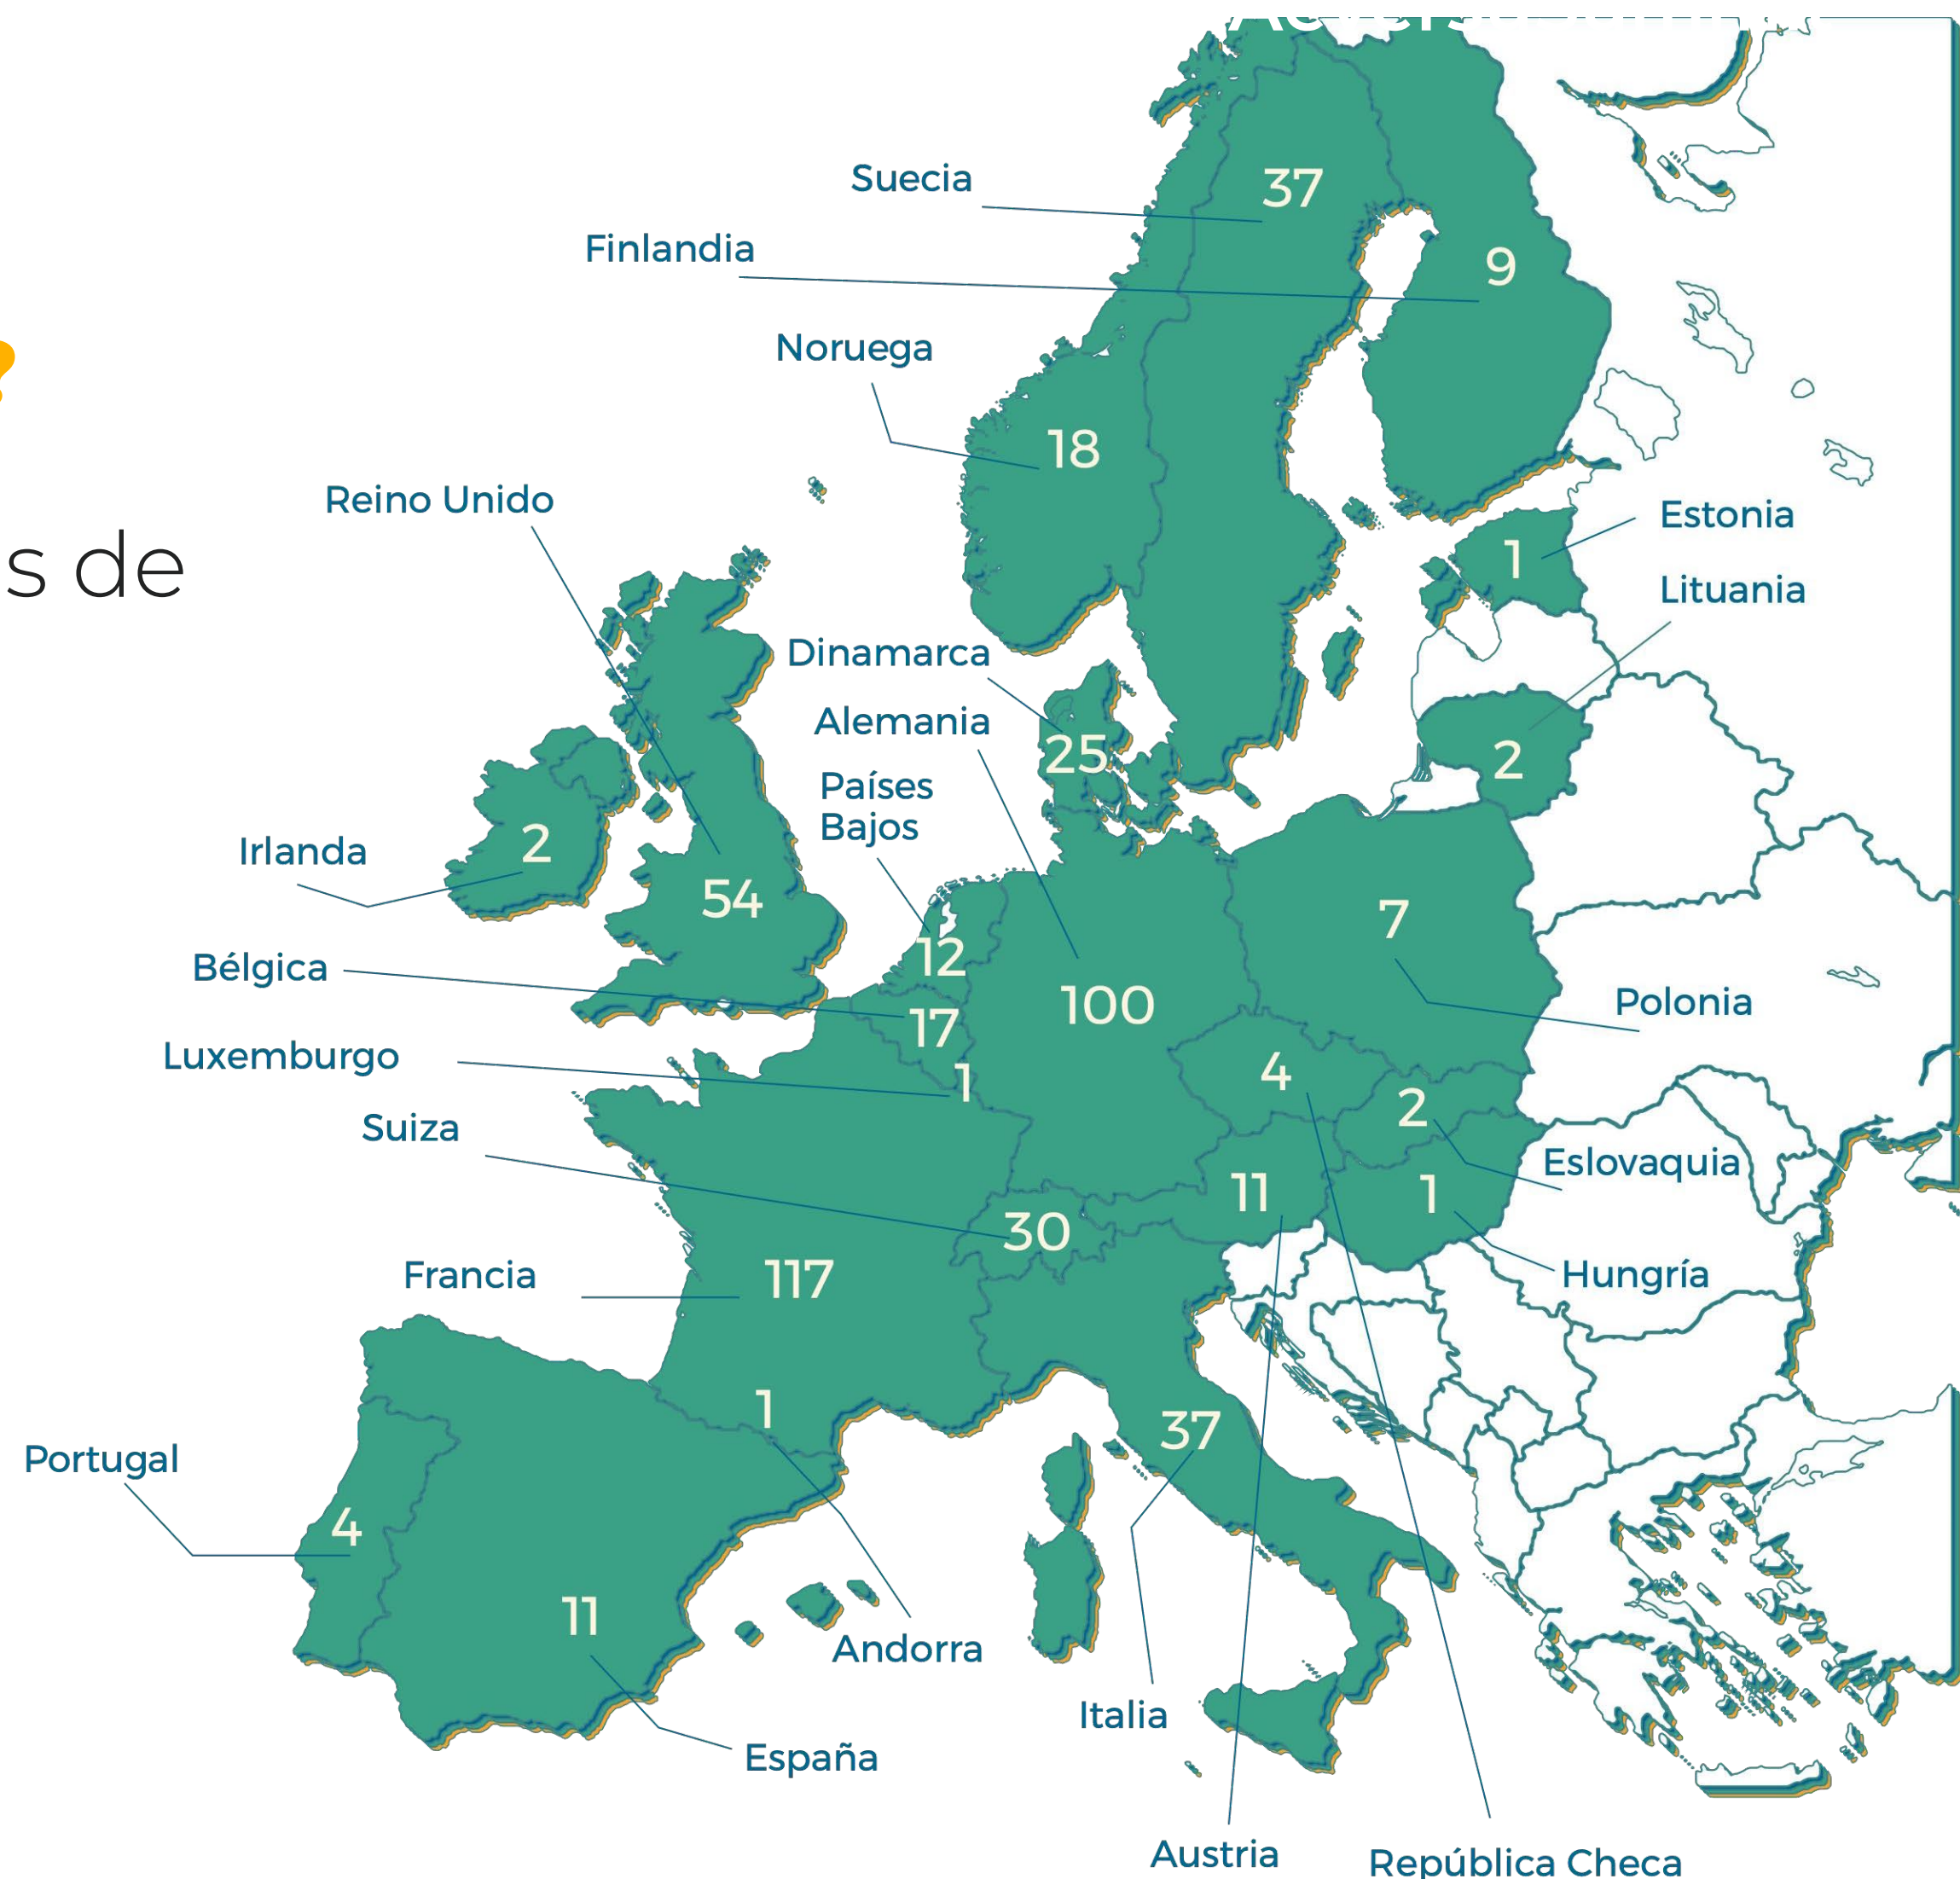 ?
s de
Suecia
37
Finlandia
9
Noruega
18
Reino Unido
Estonia
1
Lituania
Dinamarca
Alemania
25
2
Países
Bajos
Irlanda
2
54
7
12
Bélgica
100
17
Polonia
Luxemburgo
1
4
2
Suiza
Eslovaquia
11
1
30
Francia
117
Hungría
1
37
Portugal
4
11
Andorra
Italia
España
Austria
República Checa